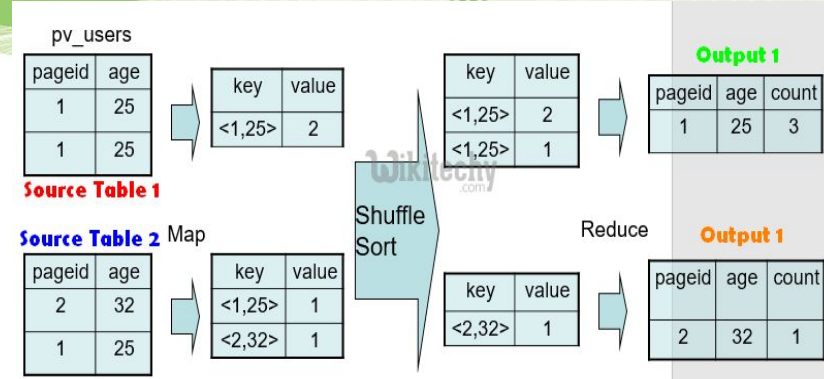 pv_users
pageid age
1 25
1 25
Source Table 1
key value
<1,25> 2
Source Table 2
Map
pageid age
2 32
1 25
key value
<1,25> 1
<2,32> 1
Wikitechy
.com
Shuffle
Sort
key value
<1,25> 2
<1,25> 1
key value
<2,32> 1
Reduce
Output 1
pageid age count
1 25 3
Output 1
pageid age count
2 32 1